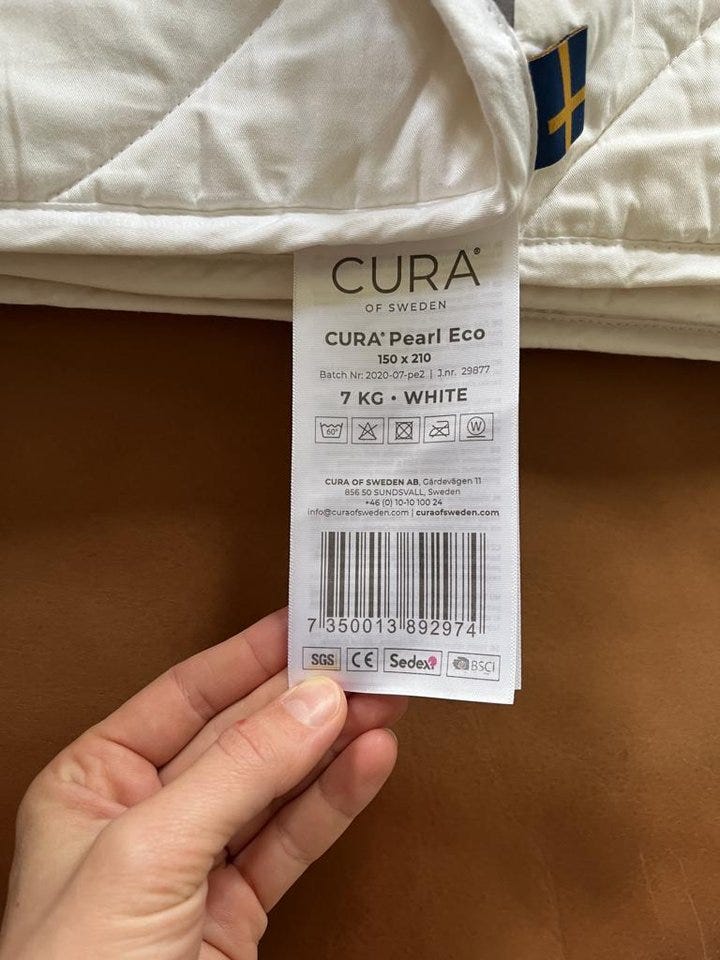 CURA®
OF SWEDEN
CURA® Pearl Eco
150 x 210
Batch Nr: 2020-07-pe2 | J.nr. 29877
7 KG • WHITE
60°
W
CURA OF SWEDEN AB, Gärdevägen 11
856 50 SUNDSVALL, Sweden
+46 (0) 10-10 100 24
info@curaofsweden.com | curaofsweden.com
7 350013 892974
SGS CE Sedex BSCI